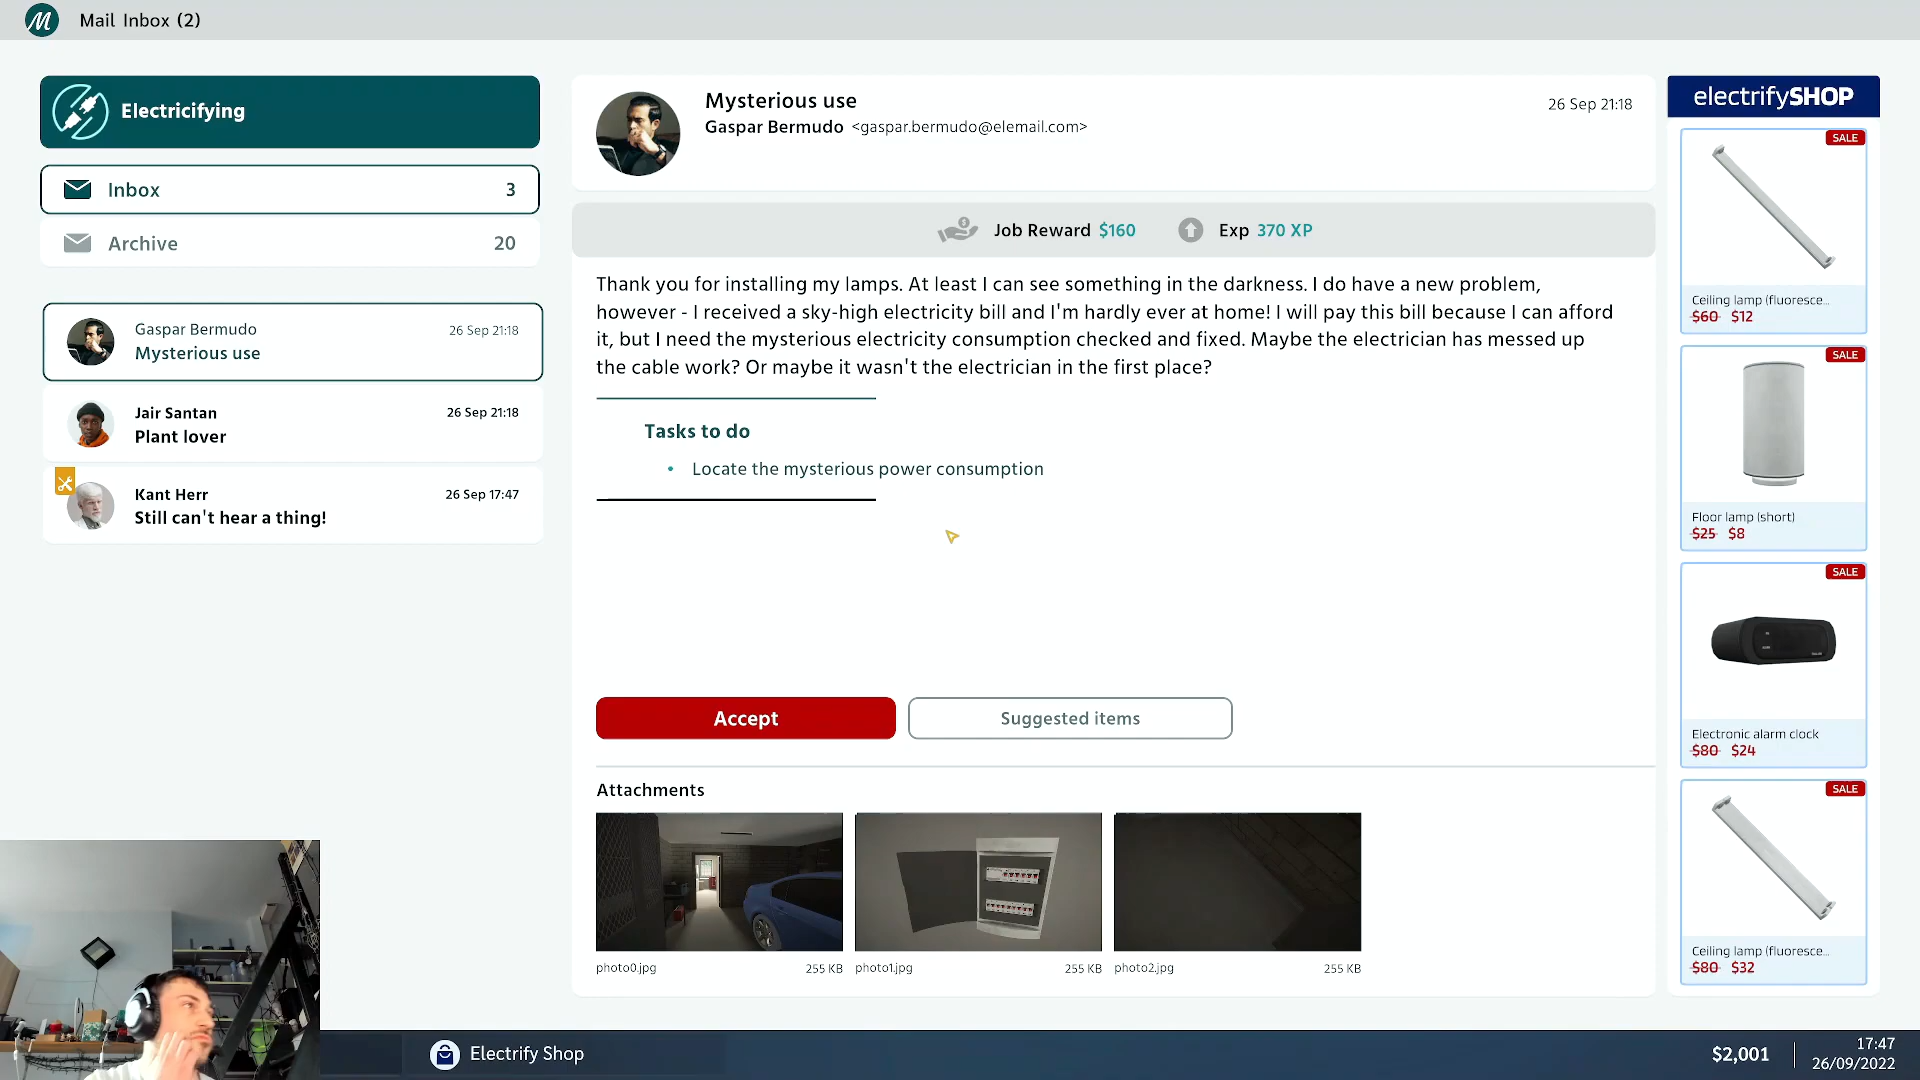 Mail Inbox (2)
Electricifying
Inbox 3
Archive 20
Gaspar Bermudo 26 Sep 21:18
Mysterious use
Jair Santan 26 Sep 21:18
Plant lover
Kant Herr 26 Sep 17:47
Still can't hear a thing!
Mysterious use 26 Sep 21:18
Gaspar Bermudo <gaspar.bermudo@elemail.com>
Job Reward $160 Exp 370 XP
Thank you for installing my lamps. At least I can see something in the darkness. I do have a new problem,
however - I received a sky-high electricity bill and I'm hardly ever at home! I will pay this bill because I can afford
it, but I need the mysterious electricity consumption checked and fixed. Maybe the electrician has messed up
the cable work? Or maybe it wasn't the electrician in the first place?
Tasks to do
• Locate the mysterious power consumption
Accept Suggested items
Attachments
photo0.jpg 255 KB photo1.jpg 255 KB photo2.jpg 255 KB
electrifySHOP
SALE
Ceiling lamp (fluoresce...
$60 $12
SALE
Floor lamp (short)
$25 $8
SALE
Electronic alarm clock
$80 $24
SALE
Ceiling lamp (fluoresce...
$80 $32
Electrify Shop
$2,001
17:47
26/09/2022